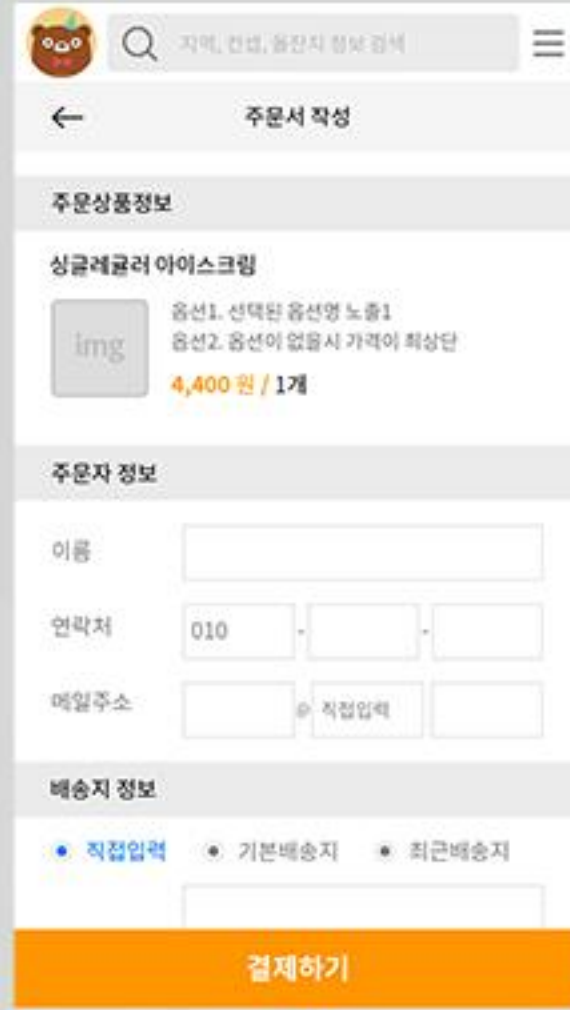 지역, 컨셉, 올잔치 정보 검색
주문서 작성
주문상품정보
싱글레귤러 아이스크림
img
옵션1. 선택된 옵션명 노출1
옵션2. 옵션이 없을시 가격이 최상단
4,400 원 / 1개
주문자 정보
이름
연락처 010 - -
메일주소 @ 직접입력
배송지 정보
직접입력 기본배송지 최근배송지
결제하기